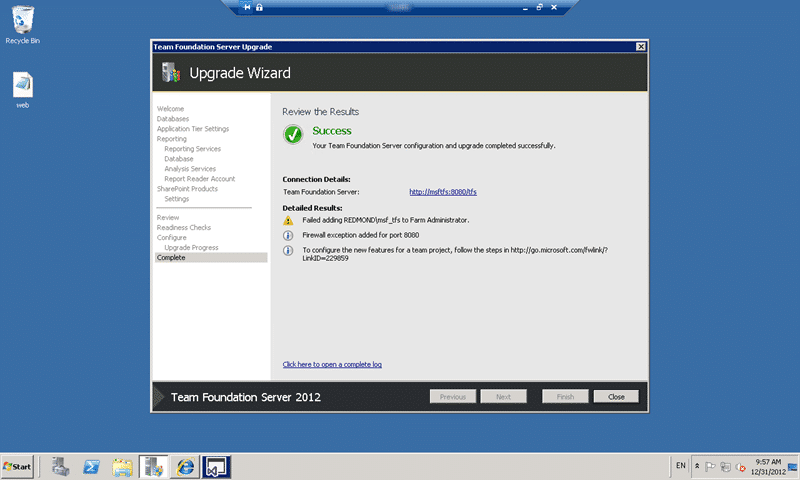 Recycle Bin
web
Team Foundation Server Upgrade
Upgrade Wizard
Welcome
Databases
Application Tier Settings
Reporting
Reporting Services
Database
Analysis Services
Report Reader Account
SharePoint Products
Settings
Review
Readiness Checks
Configure
Upgrade Progress
Complete
Review the Results
Success
Your Team Foundation Server configuration and upgrade completed successfully.
Connection Details:
Team Foundation Server: http://msftfs:8080/tfs
Detailed Results:
Failed adding REDMOND\msf_tfs to Farm Administrator.
Firewall exception added for port 8080
To configure the new features for a team project, follow the steps in http://go.microsoft.com/fwlink/?
LinkID=229859
Click here to open a complete log
Team Foundation Server 2012
Previous Next Finish Close
Start
EN
9:57 AM
12/31/2012